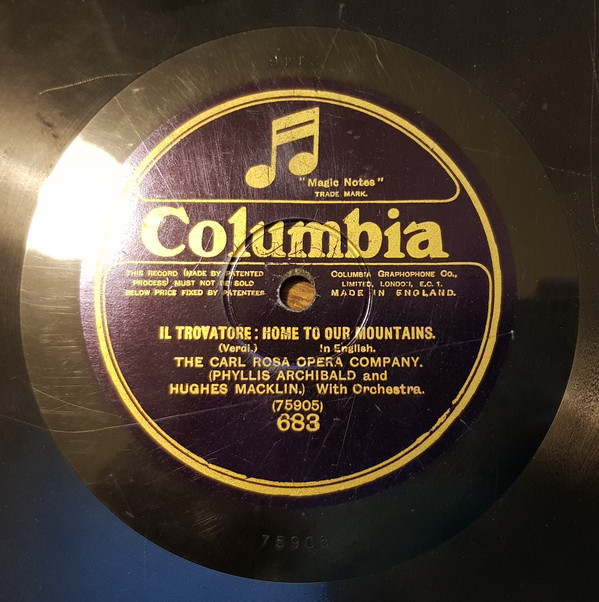 "Magic Notes"
TRADE MARK.
Columbia
THIS RECORD (MADE BY PATENTED
PROCESS) MUST NOT BE SOLD
BELOW PRICE FIXED BY PATENTEES
COLUMBIA GRAPHOPHONE CO.,
LIMITED, LONDON, E.C. 1.
MADE IN ENGLAND.
IL TROVATORE: HOME TO OUR MOUNTAINS.
(Verdi.) In English.
THE CARL ROSA OPERA COMPANY.
(PHYLLIS ARCHIBALD and
HUGHES MACKLIN.) With Orchestra.
(75905)
683